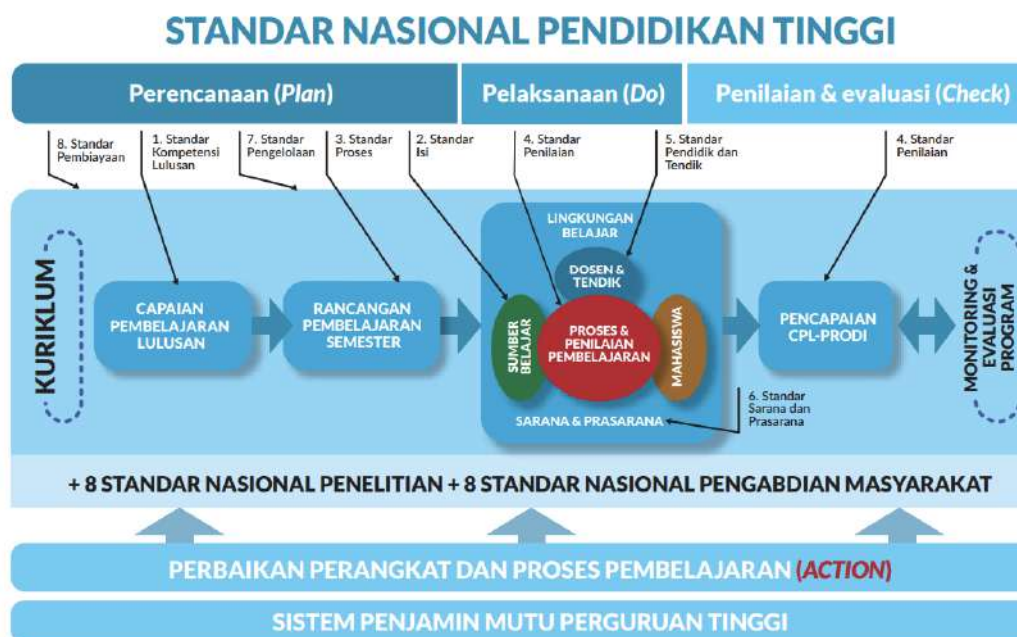 STANDAR NASIONAL PENDIDIKAN TINGGI
Perencanaan (Plan)
Pelaksanaan (Do)
Penilaian & evaluasi (Check)
8. Standar
Pembiayaan
1. Standar
Kompetensi
Lulusan
7. Standar
Pengelolaan
3. Standar
Proses
2. Standar
Isi
4. Standar
Penilaian
5. Standar
Pendidik dan
Tendik
4. Standar
Penilaian
KURIKLUM
CAPAIAN
PEMBELAJARAN
LULUSAN
RANCANGAN
PEMBELAJARAN
SEMESTER
LINGKUNGAN
BELAJAR
DOSEN &
TENDIK
SUMBER
BELAJAR
PROSES &
PENILAIAN
PEMBELAJARAN
MAHASISWA
SARANA & PRASARANA
PENCAPAIAN
CPL-PRODI
6. Standar
Sarana dan
Prasarana
MONITORING &
EVALUASI
PROGRAM
+ 8 STANDAR NASIONAL PENELITIAN + 8 STANDAR NASIONAL PENGABDIAN MASYARAKAT
PERBAIKAN PERANGKAT DAN PROSES PEMBELAJARAN (ACTION)
SISTEM PENJAMIN MUTU PERGURUAN TINGGI